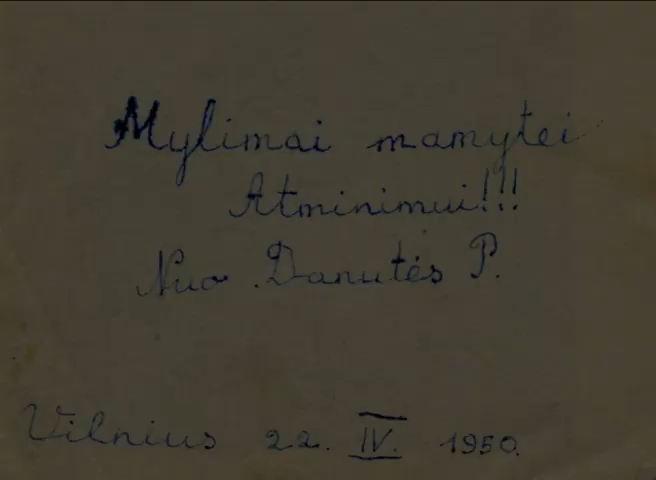 Mylimai mamytei
Atminimui!!!
Nuo Danutės P.
Vilnius 22. IV. 1950.